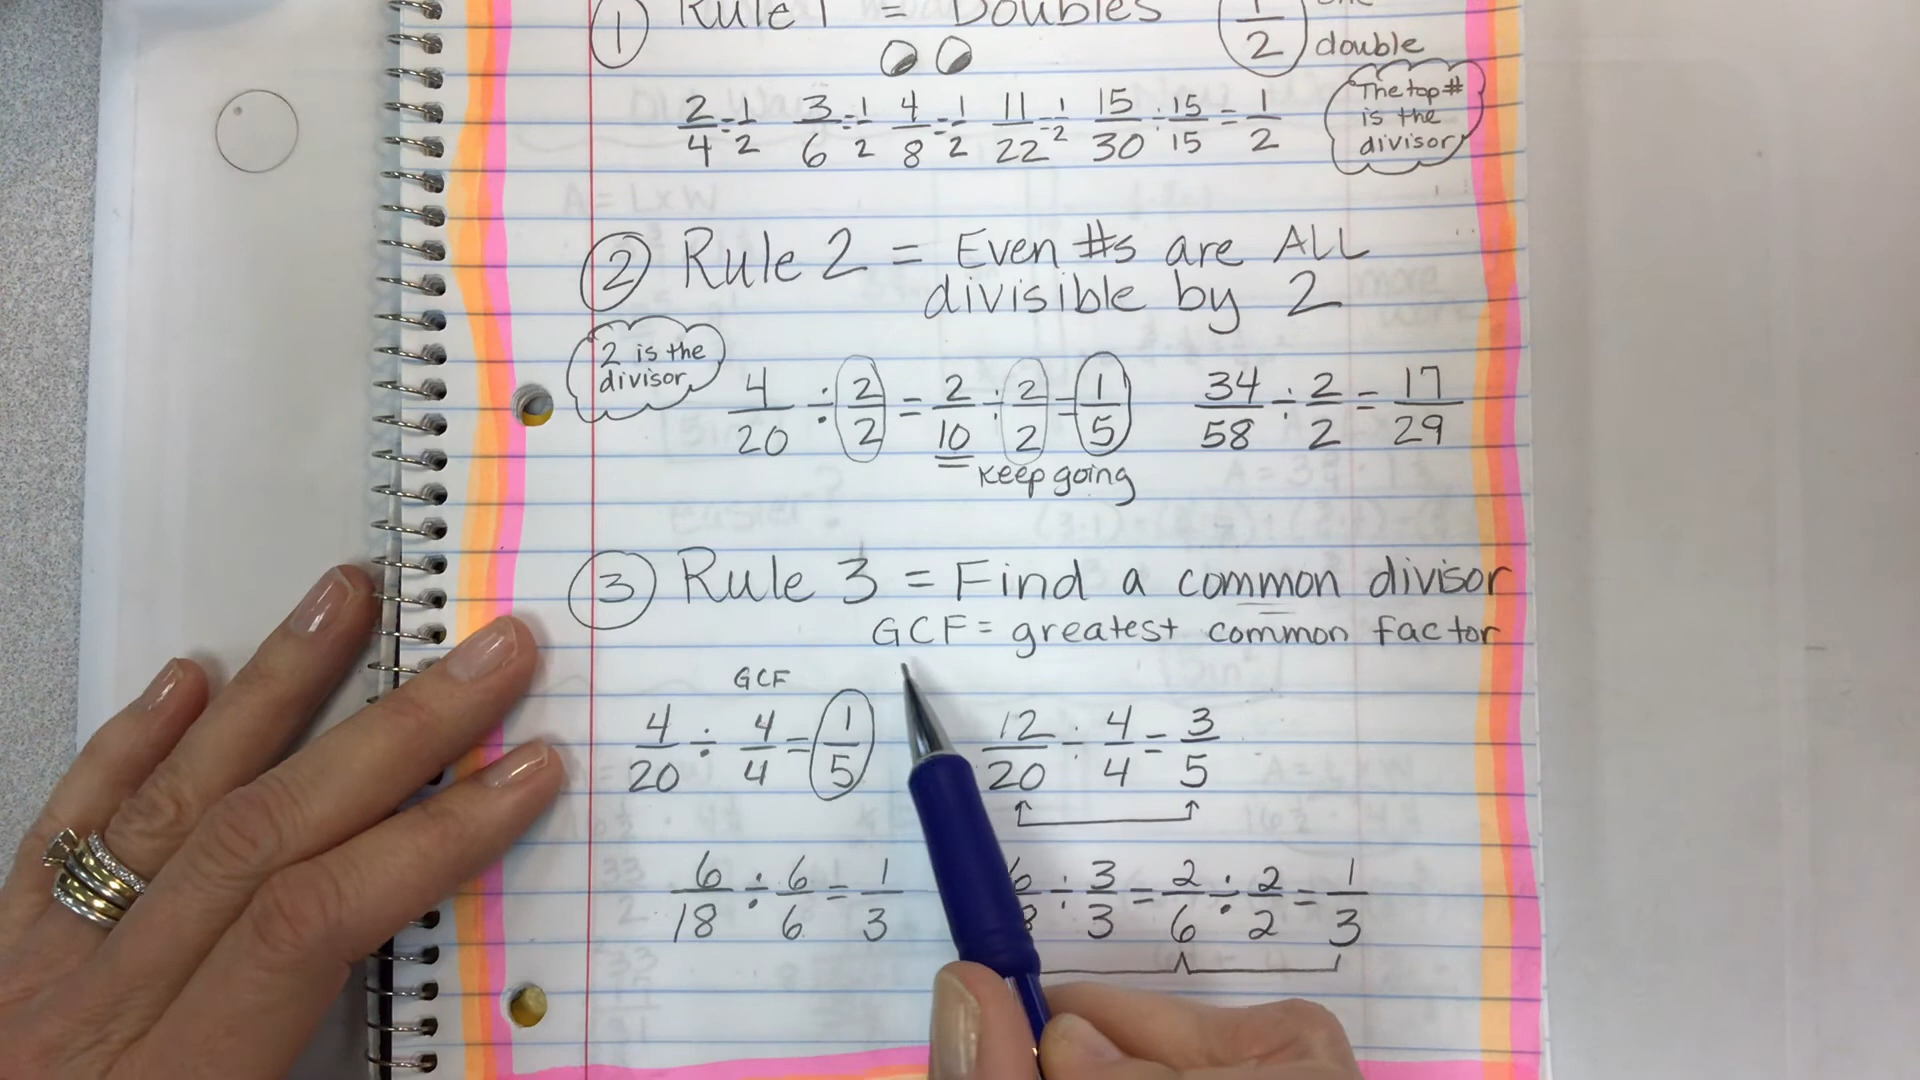 ① Rule 1 = Doubles 1/2 one double
2/4 = 1/2 3/6 = 1/2 4/8 = 1/2 11/22 = 1/2 15/30 ÷ 15/15 = 1/2
The top #
is the
divisor
② Rule 2 = Even #s are ALL
divisible by 2
2 is the
divisor
4/20 ÷ 2/2 = 2/10 ÷ 2/2 = 1/5 34/58 ÷ 2/2 = 17/29
keep going
③ Rule 3 = Find a common divisor
GCF = greatest common factor
GCF
4/20 ÷ 4/4 = 1/5 12/20 ÷ 4/4 = 3/5
6/18 ÷ 6/6 = 1/3 6/8 ÷ 3/3 = 2/6 ÷ 2/2 = 1/3